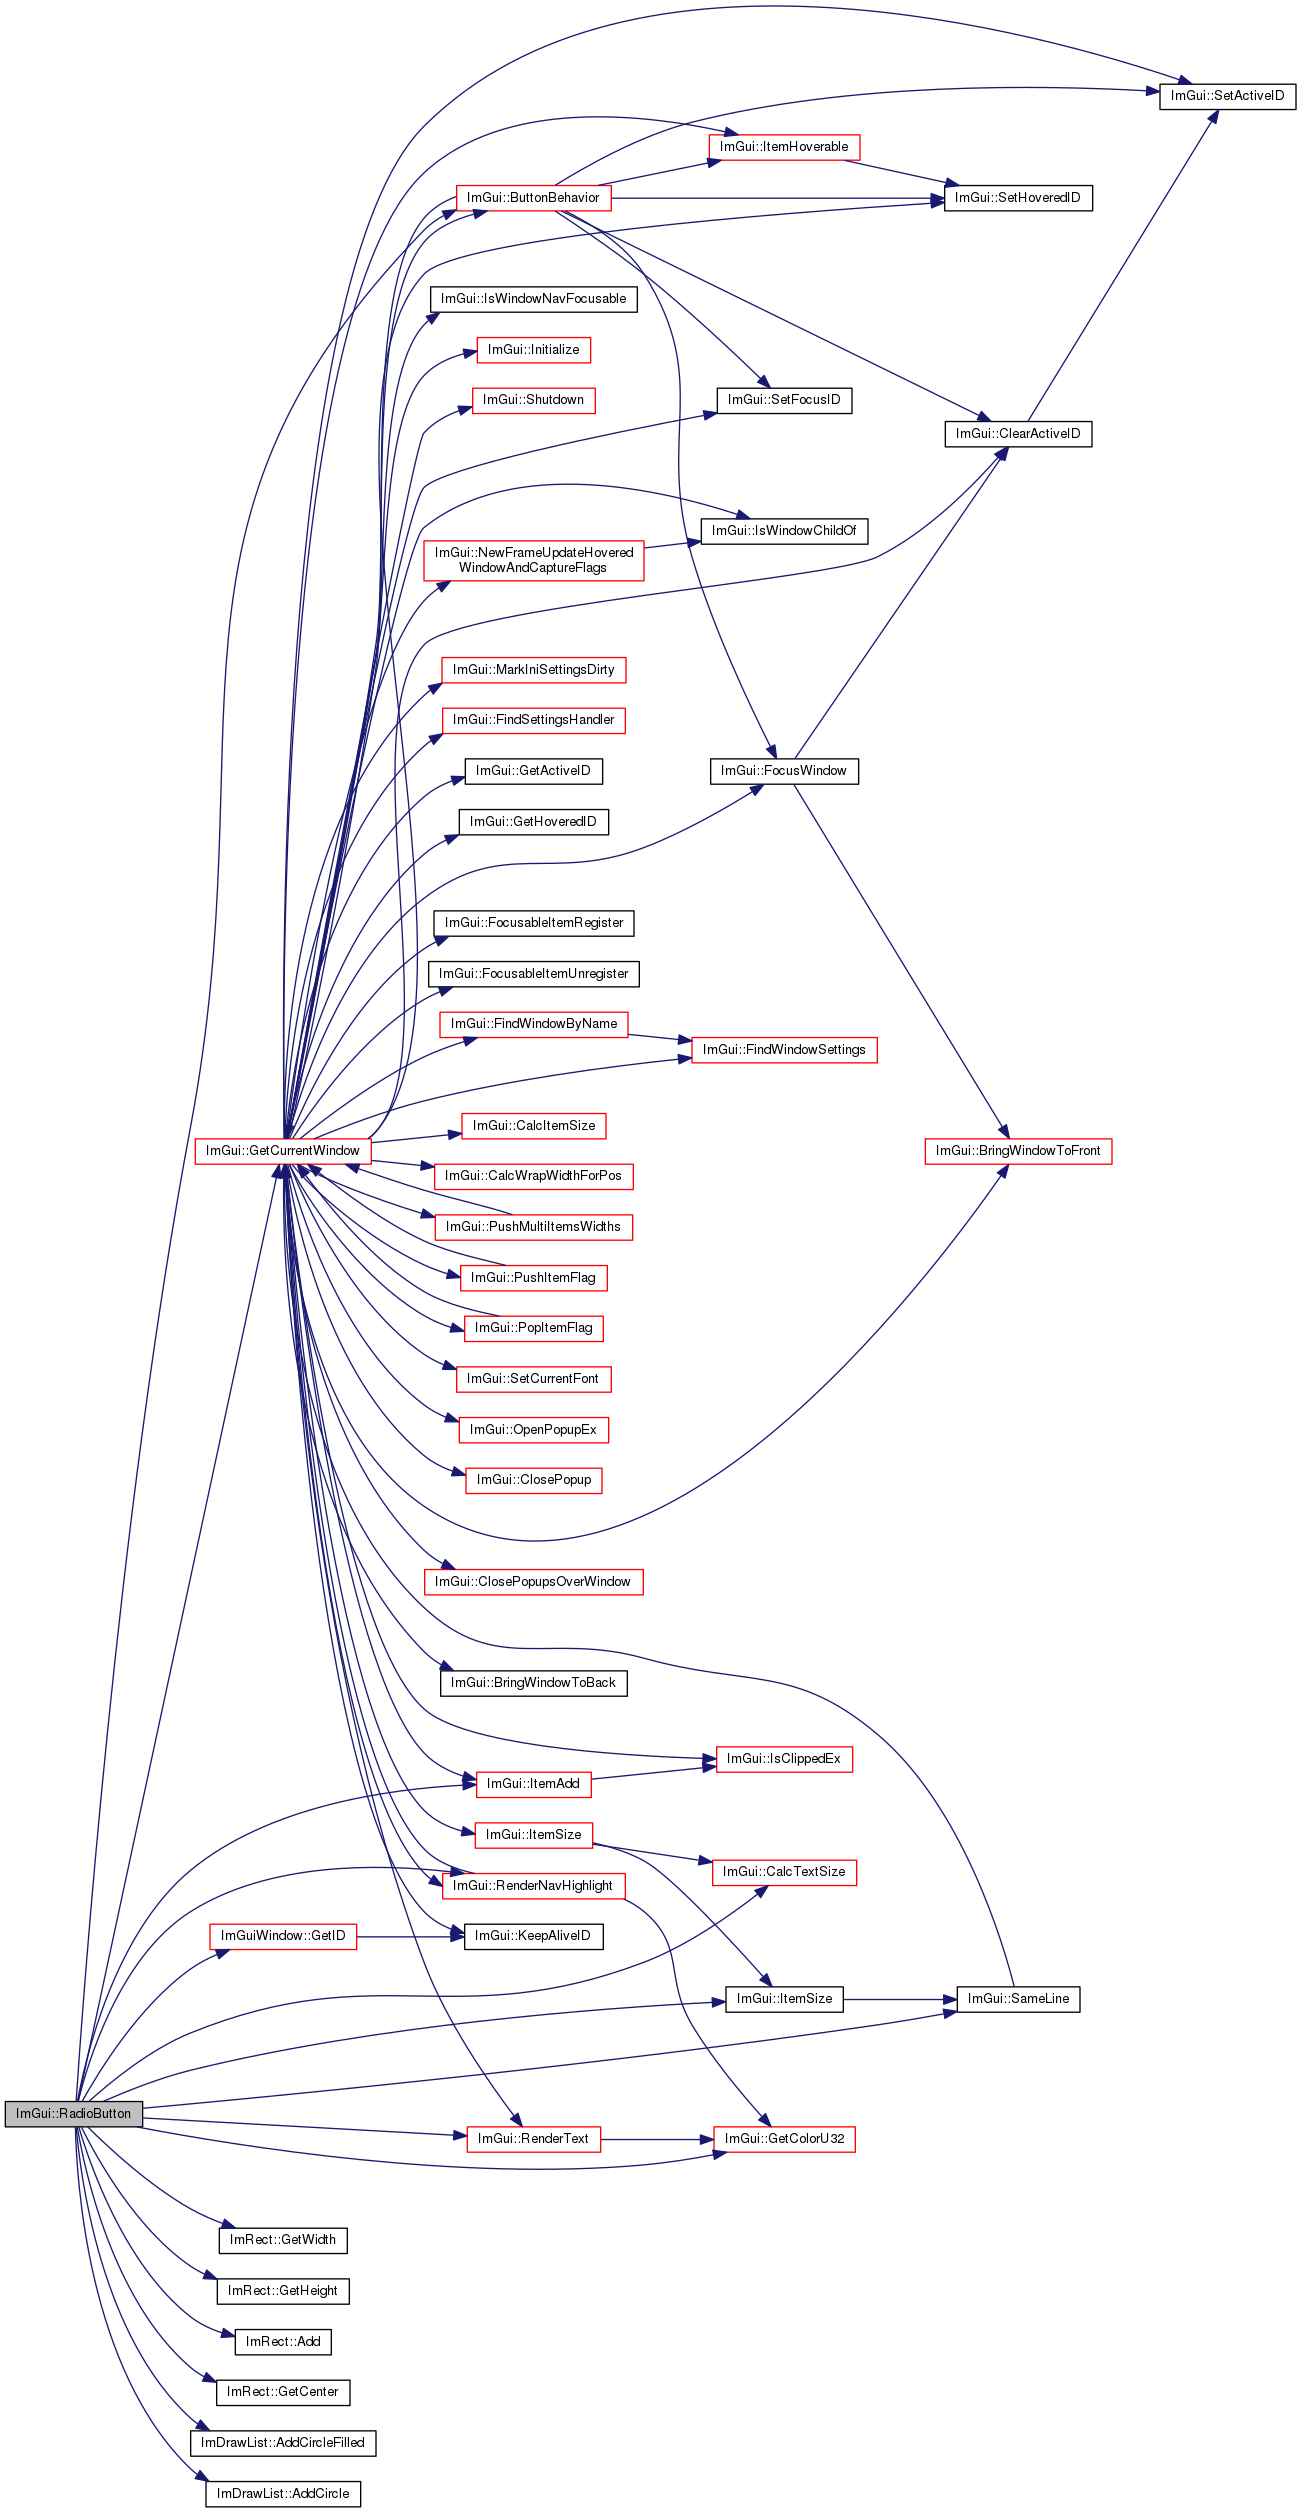 ImGui::SetActiveID
ImGui::ItemHoverable
ImGui::ButtonBehavior
ImGui::SetHoveredID
ImGui::IsWindowNavFocusable
ImGui::Initialize
ImGui::Shutdown
ImGui::SetFocusID
ImGui::ClearActiveID
ImGui::IsWindowChildOf
ImGui::NewFrameUpdateHovered
WindowAndCaptureFlags
ImGui::MarkIniSettingsDirty
ImGui::FindSettingsHandler
ImGui::GetActiveID
ImGui::FocusWindow
ImGui::GetHoveredID
ImGui::FocusableItemRegister
ImGui::FocusableItemUnregister
ImGui::FindWindowByName
ImGui::FindWindowSettings
ImGui::CalcItemSize
ImGui::GetCurrentWindow
ImGui::BringWindowToFront
ImGui::CalcWrapWidthForPos
ImGui::PushMultiItemsWidths
ImGui::PushItemFlag
ImGui::PopItemFlag
ImGui::SetCurrentFont
ImGui::OpenPopupEx
ImGui::ClosePopup
ImGui::ClosePopupsOverWindow
ImGui::BringWindowToBack
ImGui::IsClippedEx
ImGui::ItemAdd
ImGui::ItemSize
ImGui::CalcTextSize
ImGui::RenderNavHighlight
ImGuiWindow::GetID
ImGui::KeepAliveID
ImGui::ItemSize
ImGui::SameLine
ImGui::RadioButton
ImGui::RenderText
ImGui::GetColorU32
ImRect::GetWidth
ImRect::GetHeight
ImRect::Add
ImRect::GetCenter
ImDrawList::AddCircleFilled
ImDrawList::AddCircle